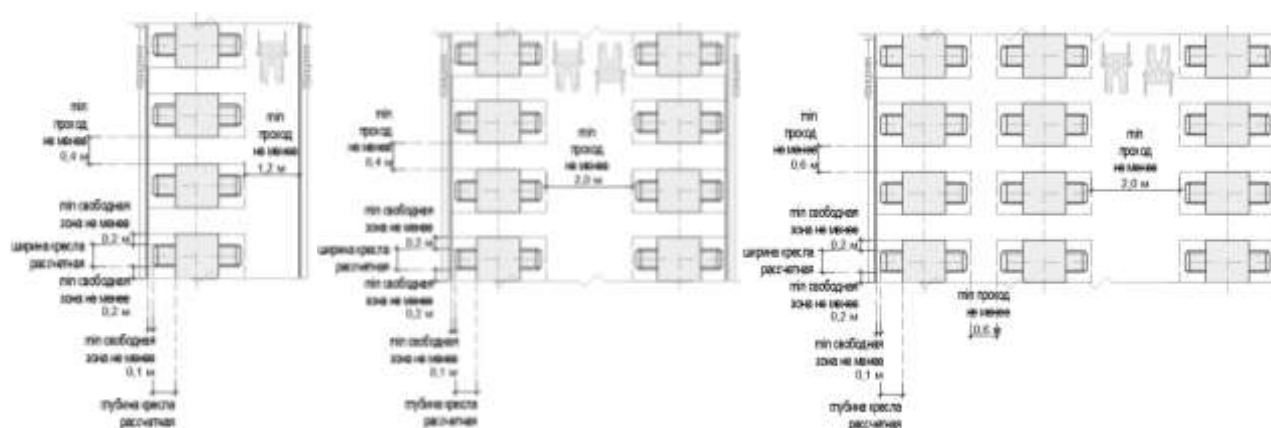 min
проход
не менее
0,4 м
min
проход
не менее
1,2 м
min свободная
зона не менее
0,2 м
ширина кресла
рассчетная
min свободная
зона не менее
0,2 м
min свободная
зона не менее
0,1 м
глубина кресла
рассчетная
min
проход
не менее
0,4 м
min
проход
не менее
2,0 м
min свободная
зона не менее
0,2 м
ширина кресла
рассчетная
min свободная
зона не менее
0,2 м
min свободная
зона не менее
0,1 м
глубина кресла
рассчетная
min
проход
не менее
0,6 м
min
проход
не менее
2,0 м
min свободная
зона не менее
0,2 м
ширина кресла
рассчетная
min свободная
зона не менее
0,2 м
min проход
не менее
0,6 м
min свободная
зона не менее
0,1 м
глубина кресла
рассчетная